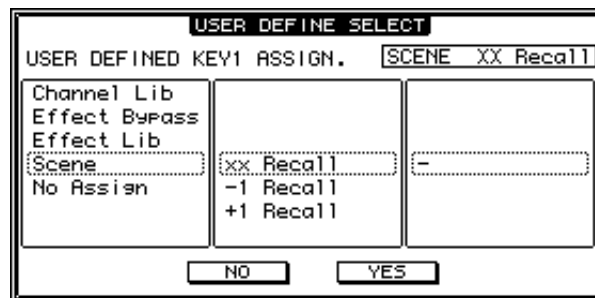 USER DEFINE SELECT
USER DEFINED KEY1 ASSIGN. SCENE XX Recall
Channel Lib
Effect Bypass
Effect Lib
Scene
No Assign
xx Recall
-1 Recall
+1 Recall
-
NO YES